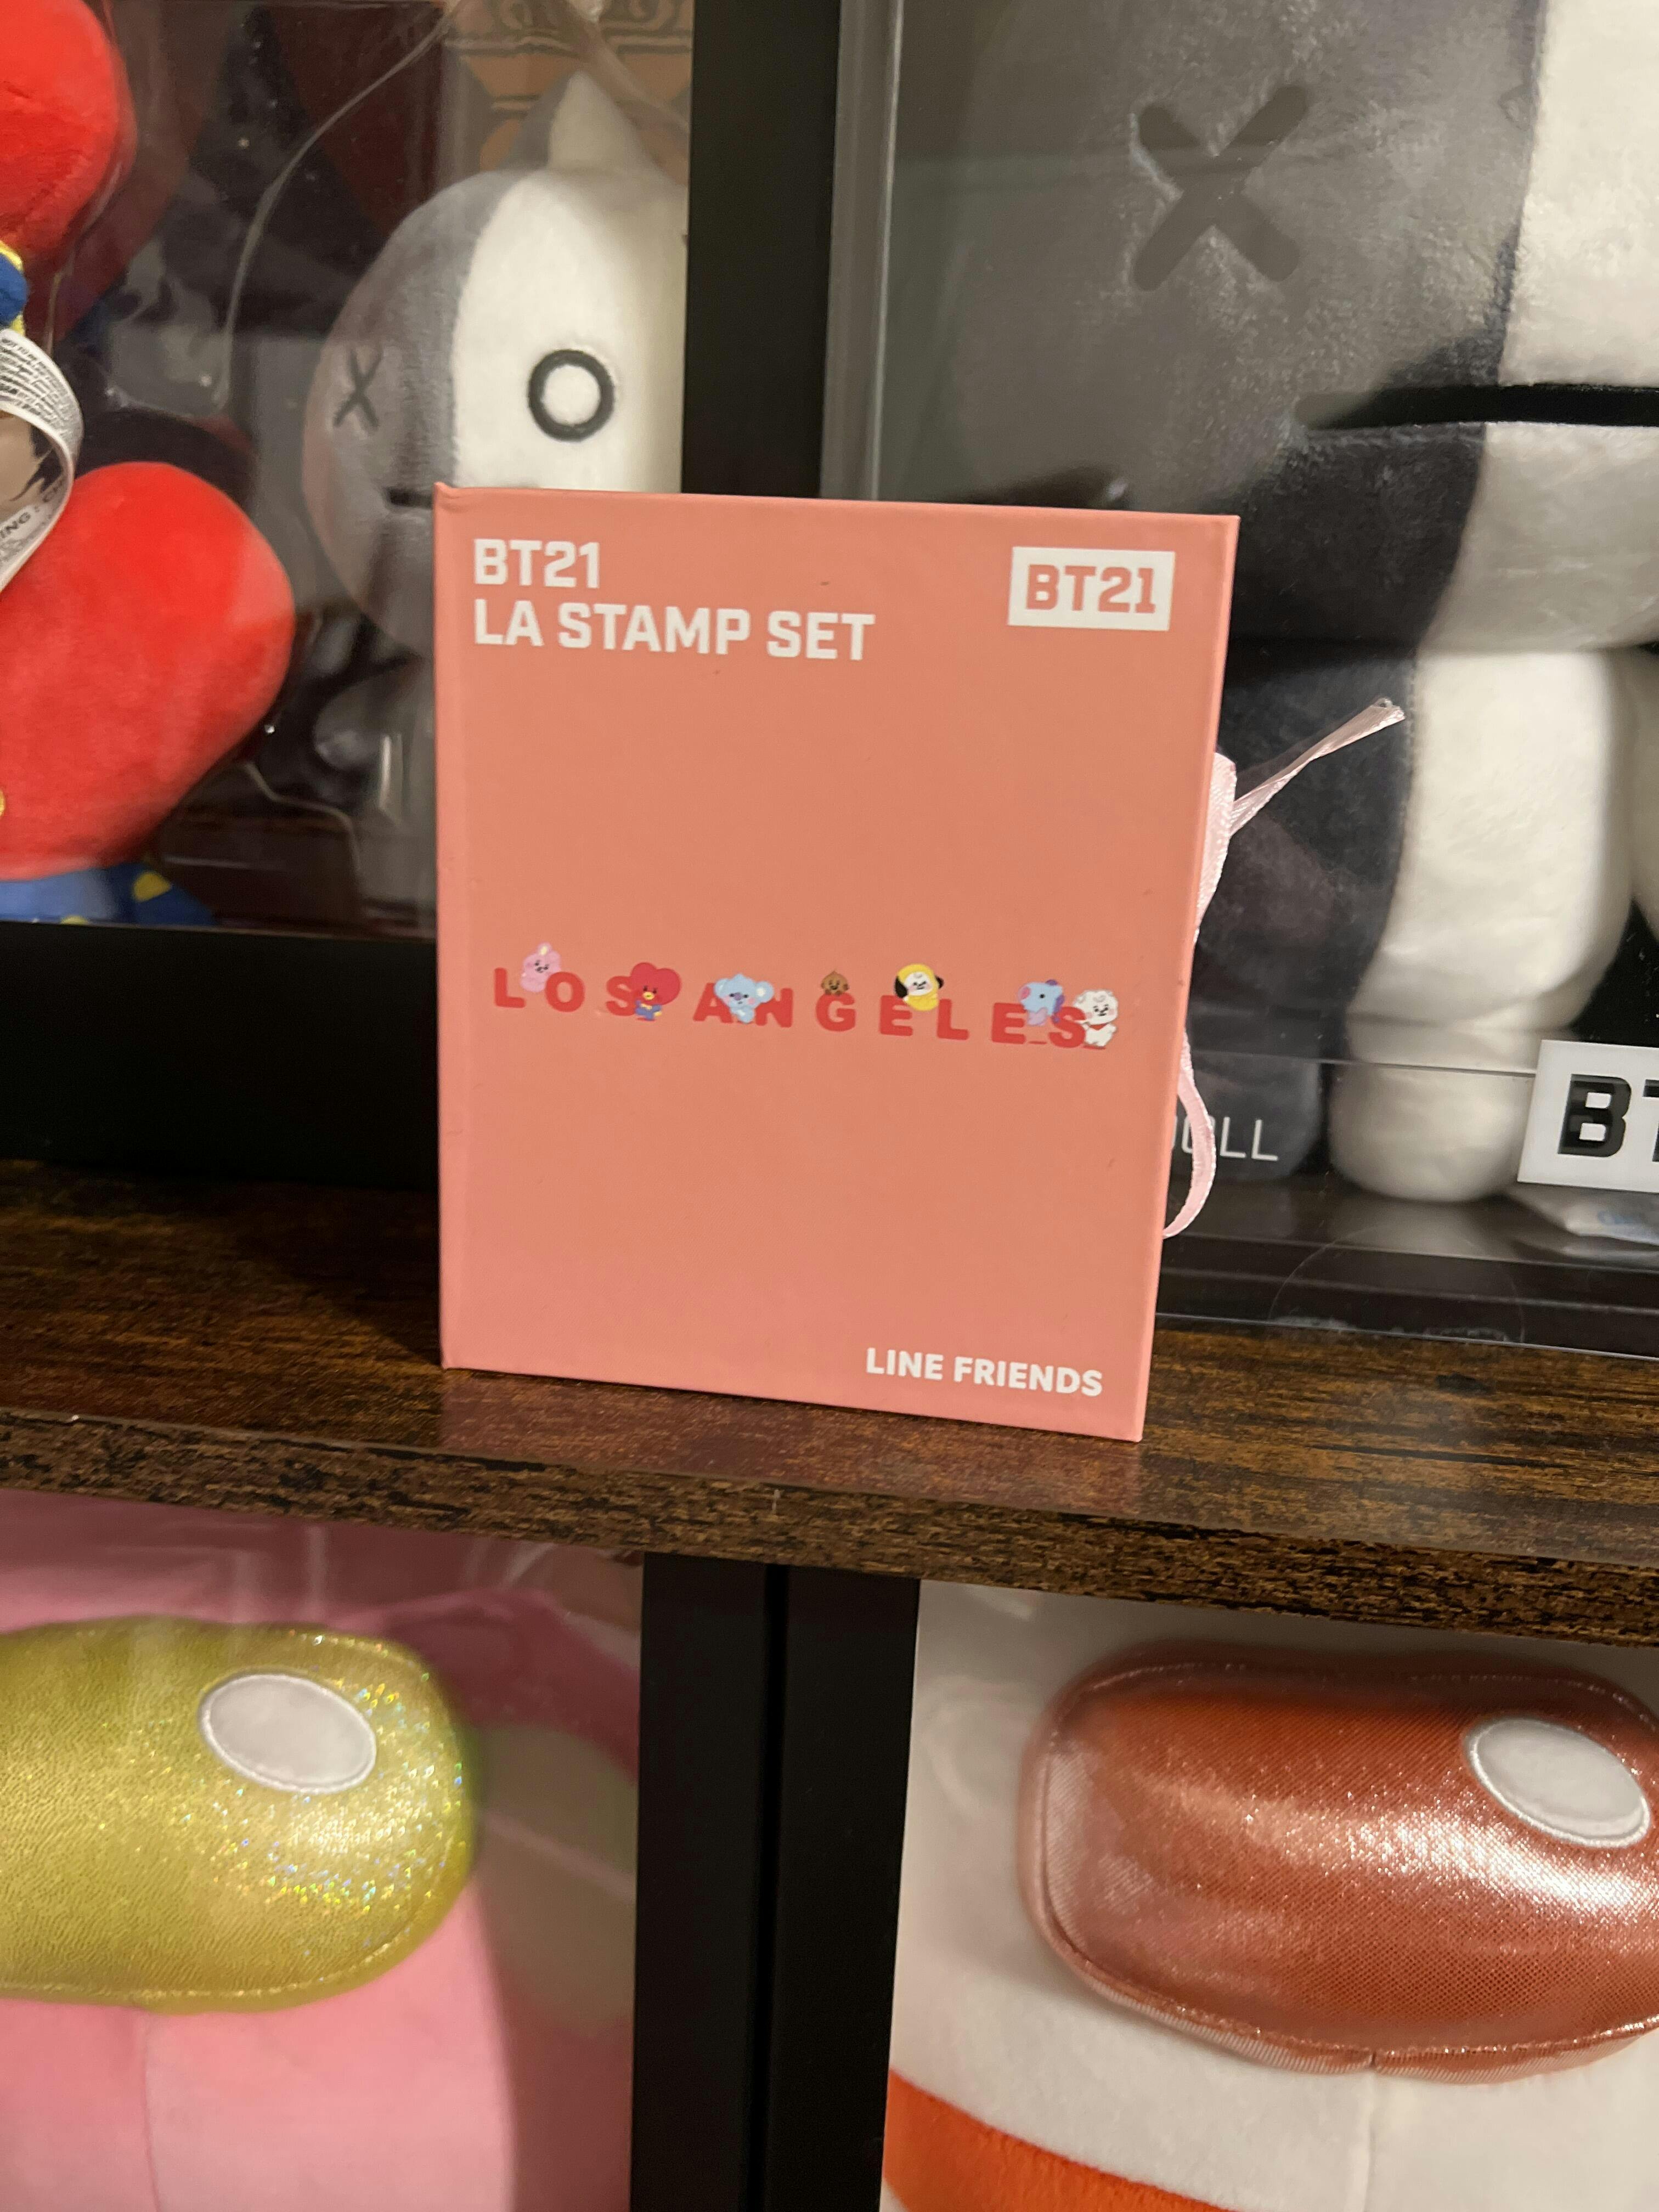 BT21
LA STAMP SET
BT21
LOS ANGELES
LINE FRIENDS
BT